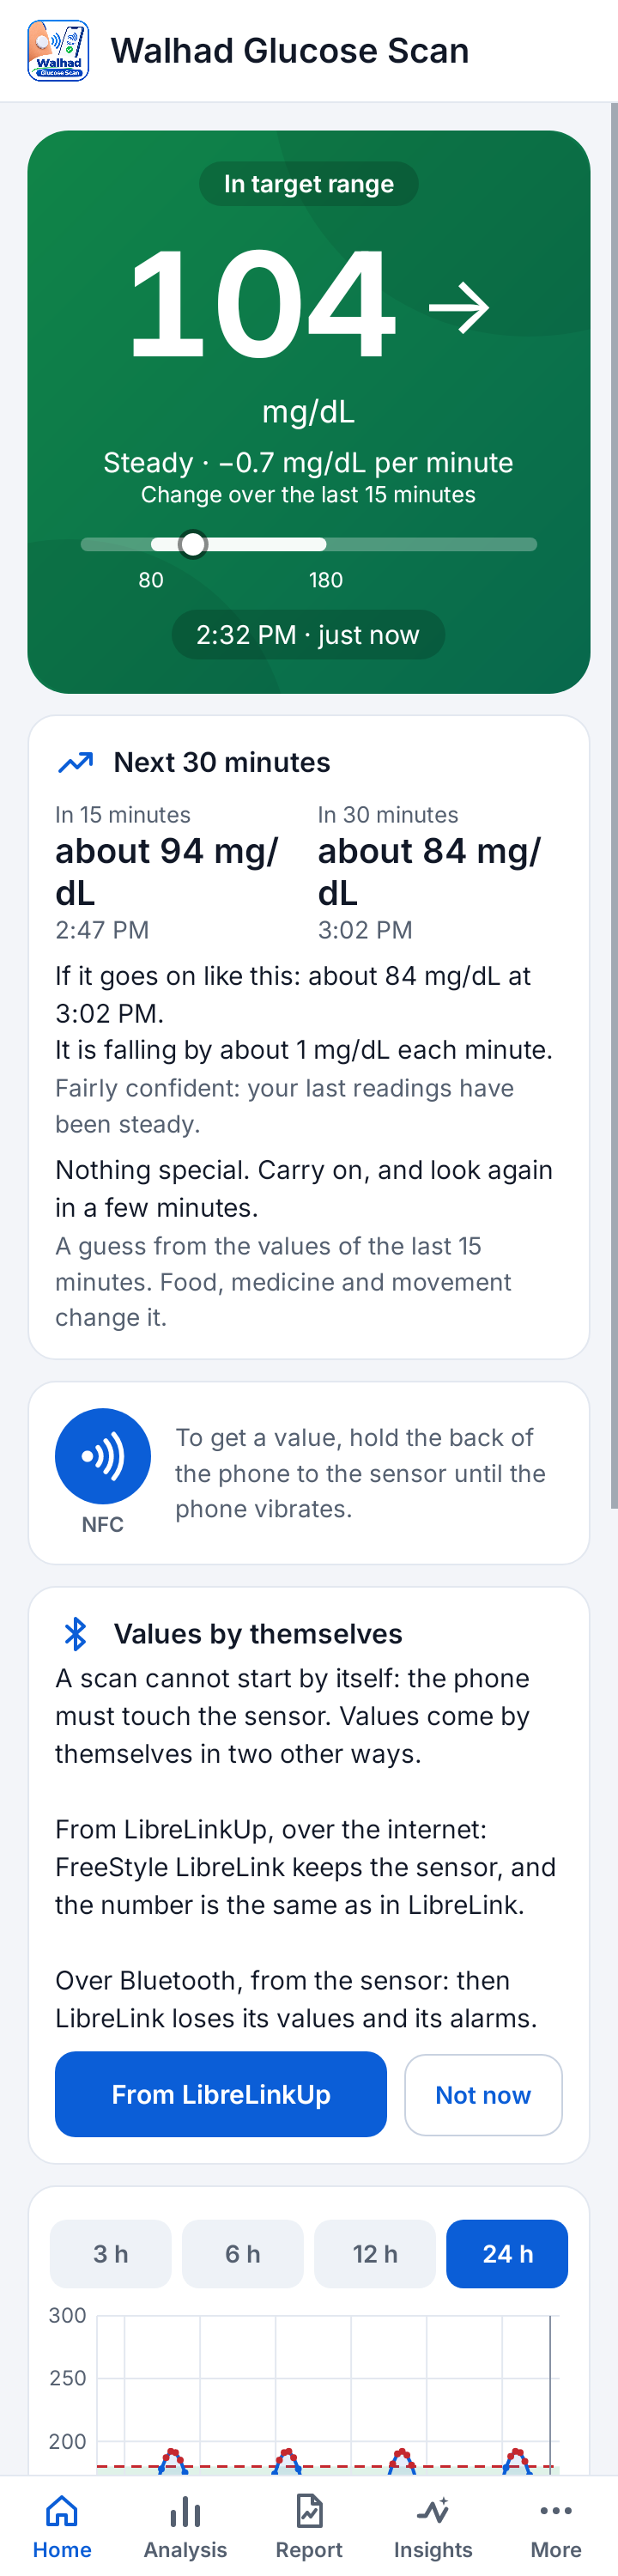 Walhad
Glucose Scan
Walhad Glucose Scan
In target range
104 →
mg/dL
Steady · −0.7 mg/dL per minute
Change over the last 15 minutes
80 180
2:32 PM · just now
Next 30 minutes
In 15 minutes
about 94 mg/
dL
2:47 PM
In 30 minutes
about 84 mg/
dL
3:02 PM
If it goes on like this: about 84 mg/dL at
3:02 PM.
It is falling by about 1 mg/dL each minute.
Fairly confident: your last readings have
been steady.
Nothing special. Carry on, and look again
in a few minutes.
A guess from the values of the last 15
minutes. Food, medicine and movement
change it.
NFC
To get a value, hold the back of
the phone to the sensor until the
phone vibrates.
Values by themselves
A scan cannot start by itself: the phone
must touch the sensor. Values come by
themselves in two other ways.
From LibreLinkUp, over the internet:
FreeStyle LibreLink keeps the sensor, and
the number is the same as in LibreLink.
Over Bluetooth, from the sensor: then
LibreLink loses its values and its alarms.
From LibreLinkUp
Not now
3 h 6 h 12 h 24 h
300
250
200
Home Analysis Report Insights More